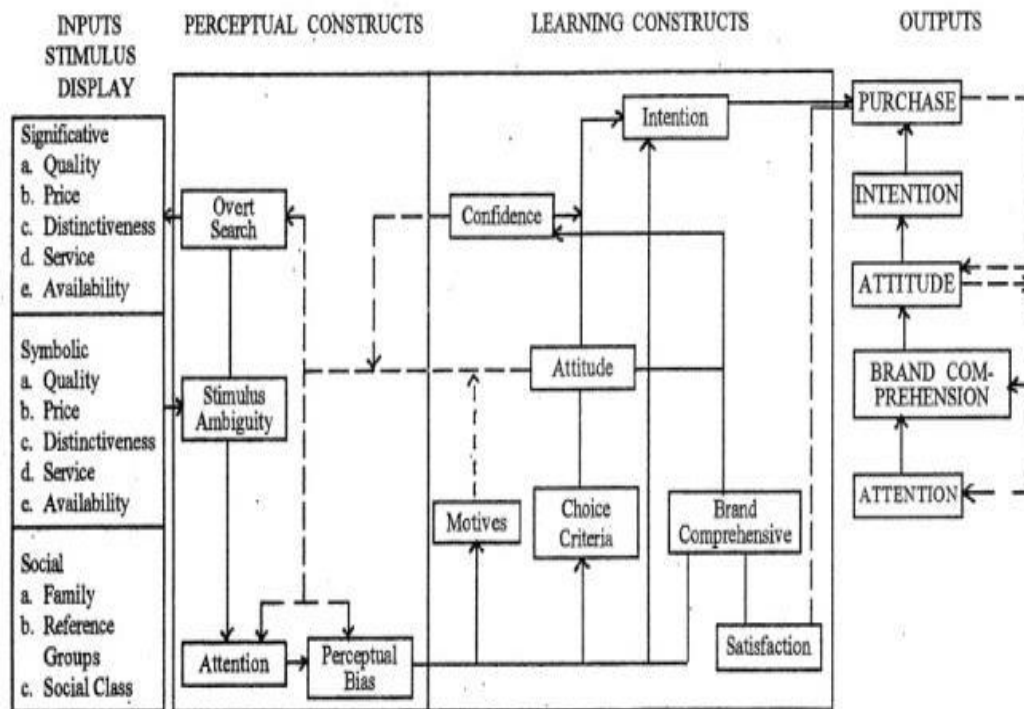 INPUTS
STIMULUS
DISPLAY
PERCEPTUAL CONSTRUCTS
LEARNING CONSTRUCTS
OUTPUTS
Significative
a. Quality
b. Price
c. Distinctiveness
d. Service
e. Availability
Symbolic
a. Quality
b. Price
c. Distinctiveness
d. Service
e. Availability
Social
a. Family
b. Reference
Groups
c. Social Class
Overt
Search
Stimulus
Ambiguity
Attention
Perceptual
Bias
Intention
Confidence
Attitude
Motives
Choice
Criteria
Brand
Comprehensive
Satisfaction
PURCHASE
INTENTION
ATTITUDE
BRAND COM-
PREHENSION
ATTENTION